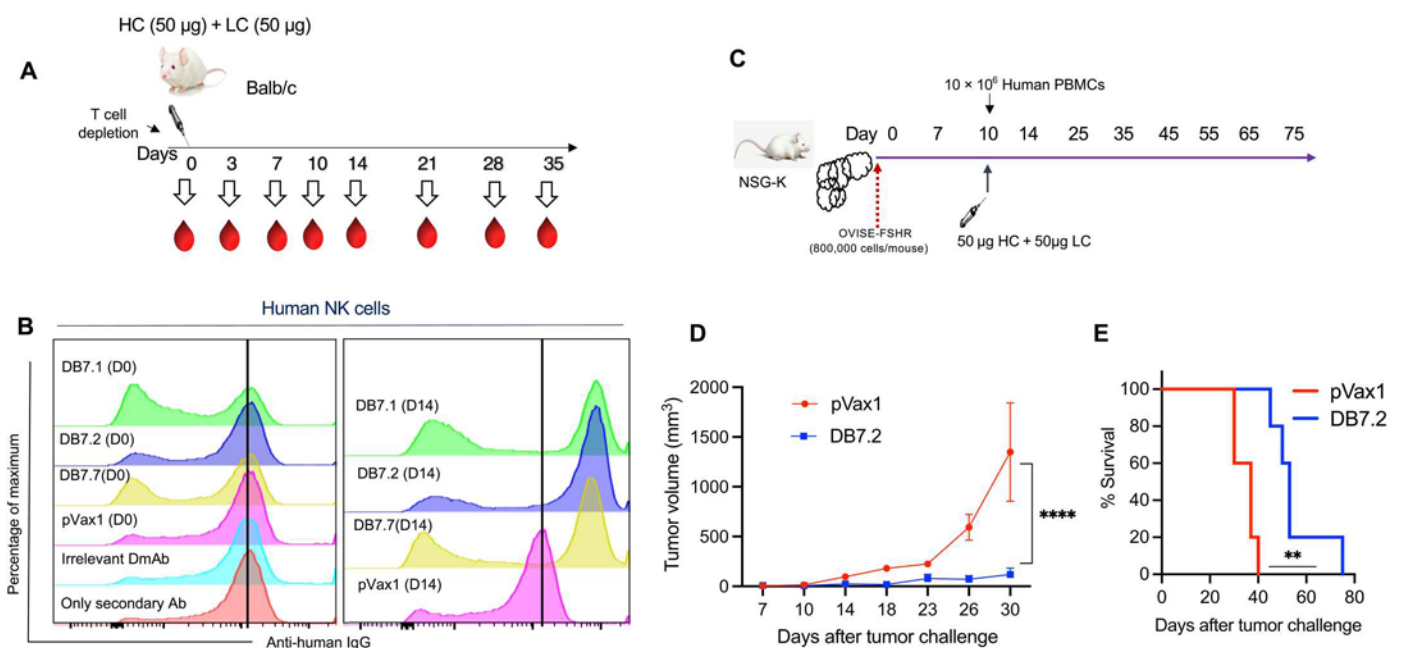 HC (50 µg) + LC (50 µg)
A
Balb/c
T cell
depletion
Days
0 3 7 10 14 21 28 35
C
10 × 10⁶ Human PBMCs
Day 0 7 10 14 25 35 45 55 65 75
NSG-K
OVISE-FSHR
(800,000 cells/mouse)
50 µg HC + 50µg LC
B
Human NK cells
Percentage of maximum
DB7.1 (D0)
DB7.2 (D0)
DB7.7(D0)
pVax1 (D0)
Irrelevant DmAb
Only secondary Ab
DB7.1 (D14)
DB7.2 (D14)
DB7.7(D14)
pVax1 (D14)
Anti-human IgG
D
Tumor volume (mm³)
2000
1500
1000
500
0
pVax1
DB7.2
****
7 10 14 18 23 26 30
Days after tumor challenge
E
% Survival
100
80
60
40
20
0
pVax1
DB7.2
**
0 20 40 60 80
Days after tumor challenge